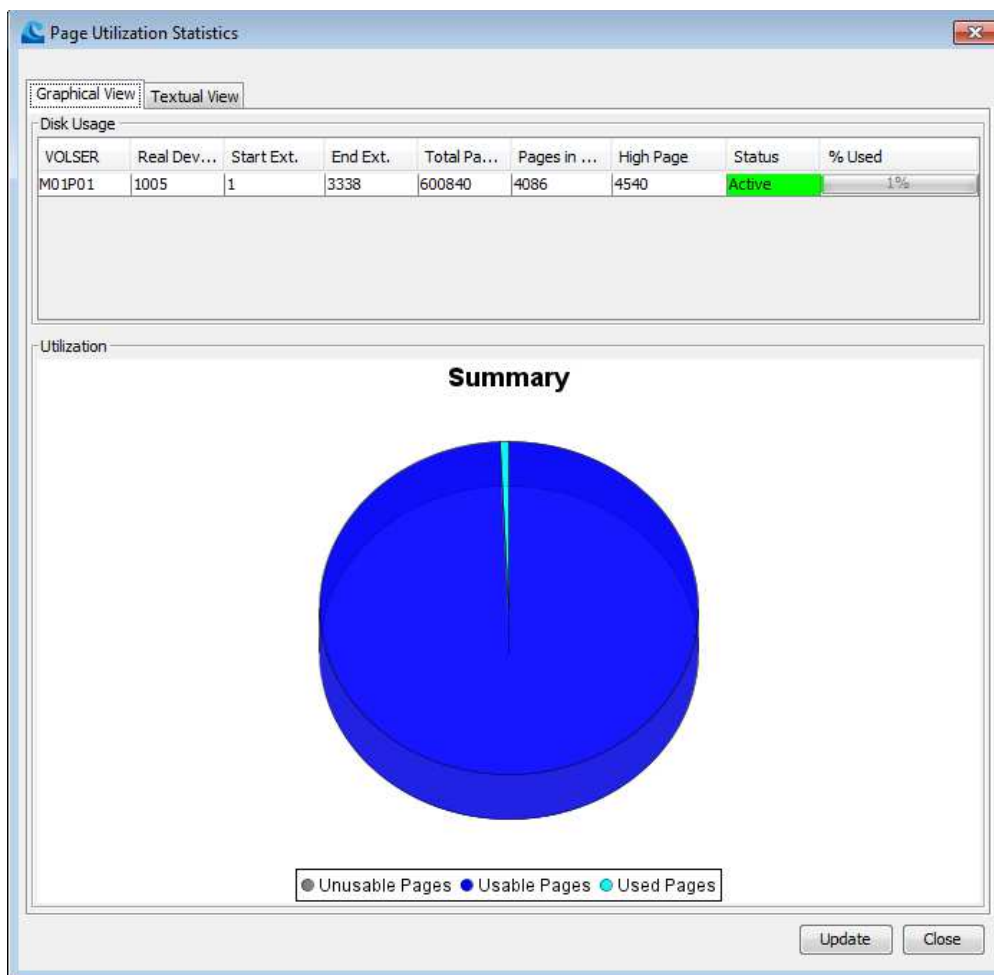 Page Utilization Statistics
Graphical View Textual View
Disk Usage
VOLSER Real Dev... Start Ext. End Ext. Total Pa... Pages in ... High Page Status % Used
M01P01 1005 1 3338 600840 4086 4540 Active 1%
Utilization
Summary
Unusable Pages Usable Pages Used Pages
Update Close